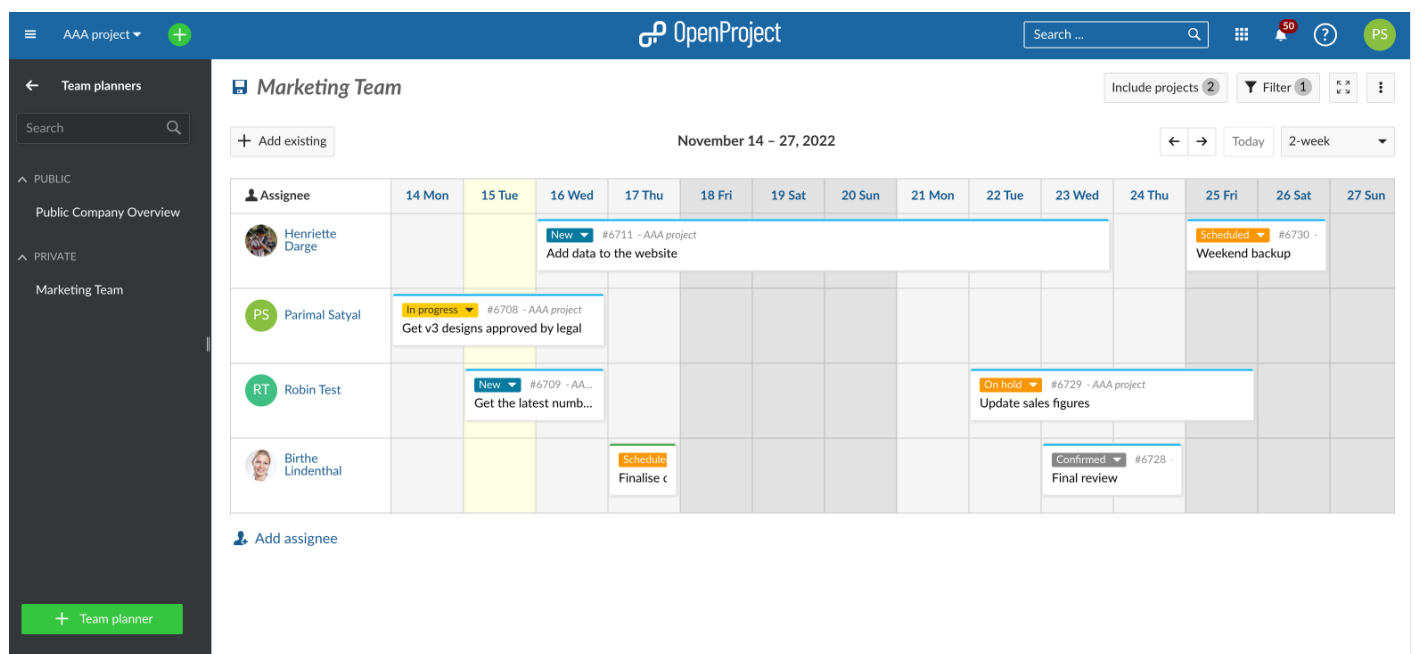 AAA project
OpenProject
Search ...
50
?
PS
Team planners
Search
PUBLIC
Public Company Overview
PRIVATE
Marketing Team
Team planner
Marketing Team
Include projects 2
Filter 1
Add existing
November 14 – 27, 2022
Today
2-week
Assignee
14 Mon
15 Tue
16 Wed
17 Thu
18 Fri
19 Sat
20 Sun
21 Mon
22 Tue
23 Wed
24 Thu
25 Fri
26 Sat
27 Sun
Henriette
Darge
New #6711 - AAA project
Add data to the website
Scheduled #6730 -
Weekend backup
PS
Parimal Satyal
In progress #6708 - AAA project
Get v3 designs approved by legal
RT
Robin Test
New #6709 - AA...
Get the latest numb...
On hold #6729 - AAA project
Update sales figures
Birthe
Lindenthal
Schedule
Finalise
Confirmed #6728 -
Final review
Add assignee